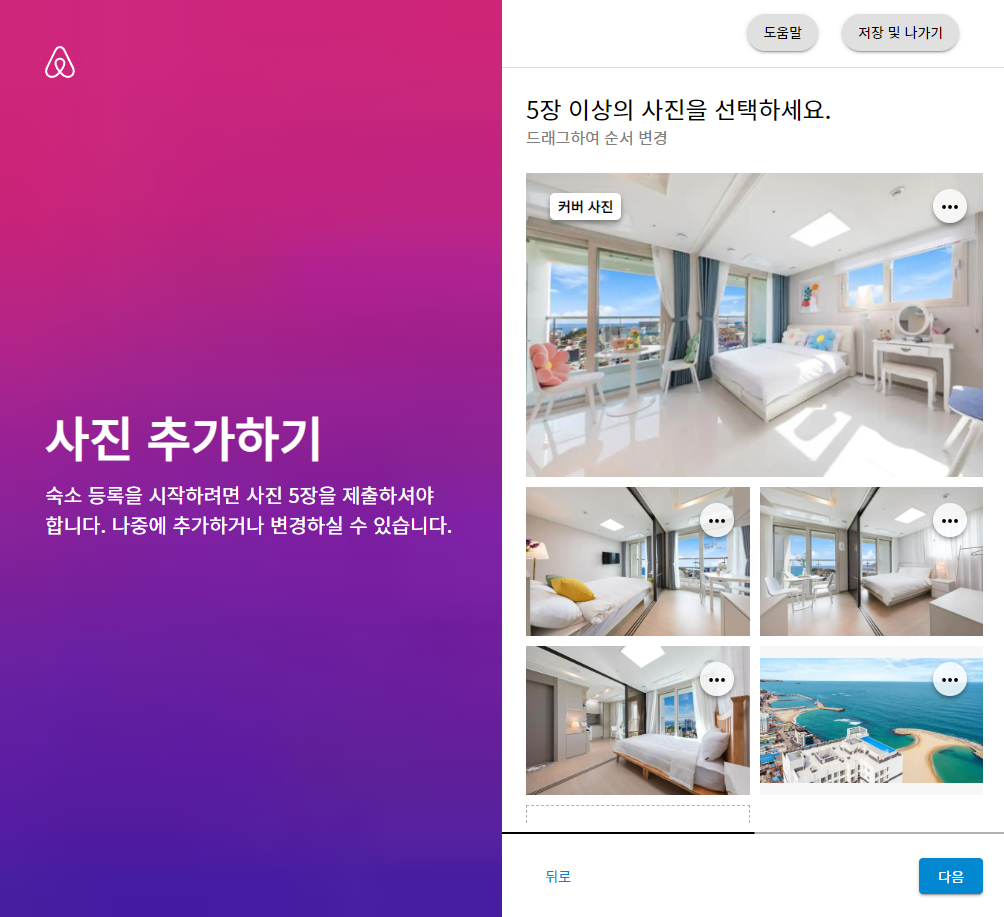 도움말
저장 및 나가기
사진 추가하기
숙소 등록을 시작하려면 사진 5장을 제출하셔야
합니다. 나중에 추가하거나 변경하실 수 있습니다.
5장 이상의 사진을 선택하세요.
드래그하여 순서 변경
커버 사진
뒤로
다음